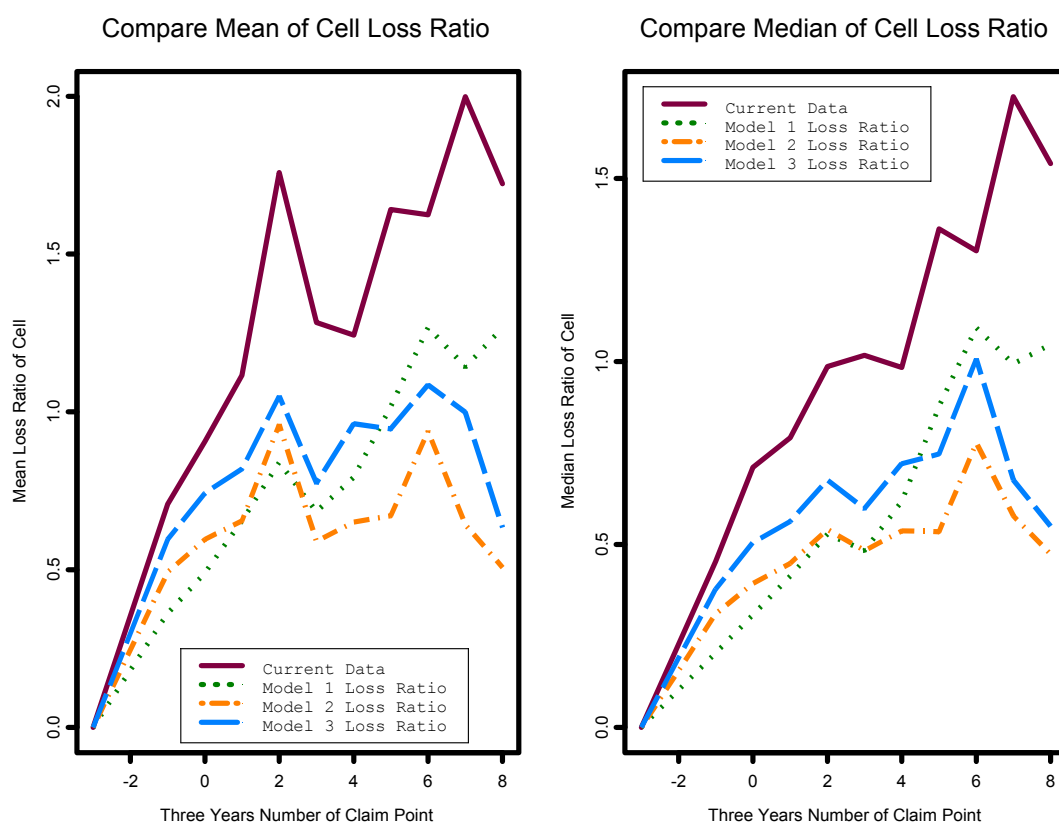 Compare Mean of Cell Loss Ratio
Mean Loss Ratio of Cell
2.0
1.5
1.0
0.5
0.0
Current Data
Model 1 Loss Ratio
Model 2 Loss Ratio
Model 3 Loss Ratio
-2 0 2 4 6 8
Three Years Number of Claim Point
Compare Median of Cell Loss Ratio
Median Loss Ratio of Cell
Current Data
Model 1 Loss Ratio
Model 2 Loss Ratio
Model 3 Loss Ratio
1.5
1.0
0.5
0.0
-2 0 2 4 6 8
Three Years Number of Claim Point